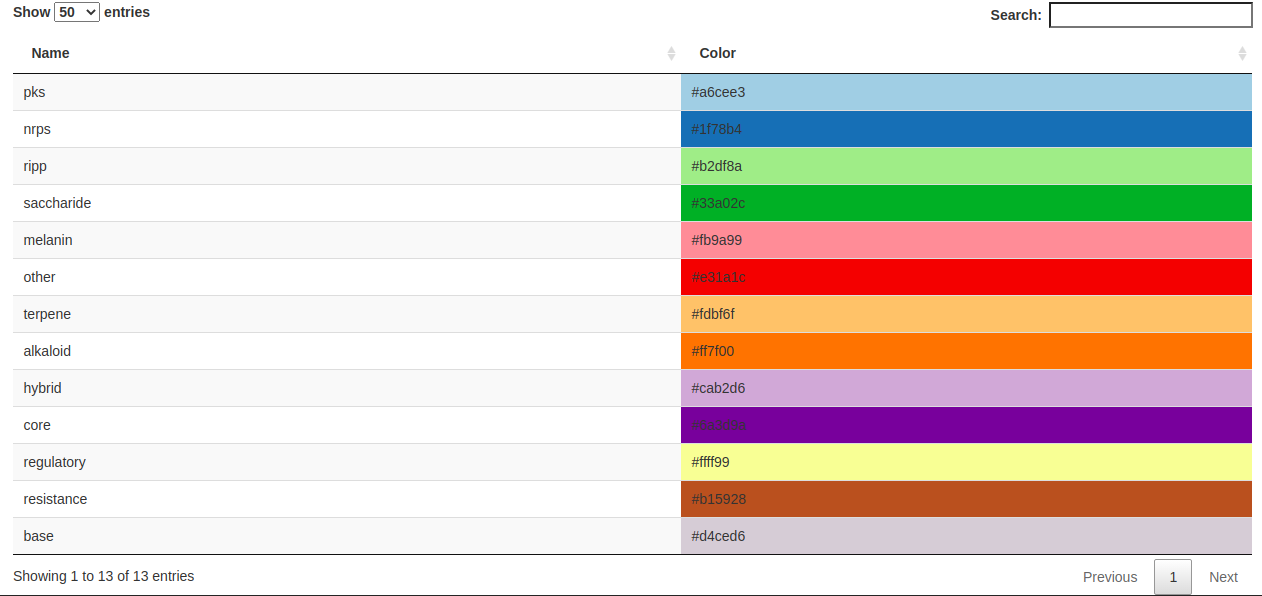 Show 50 entries
Search:
Name Color
pks #a6cee3
nrps #1f78b4
ripp #b2df8a
saccharide #33a02c
melanin #fb9a99
other #e31a1c
terpene #fdbf6f
alkaloid #ff7f00
hybrid #cab2d6
core
regulatory #ffff99
resistance #b15928
base #d4ced6
Showing 1 to 13 of 13 entries
Previous 1 Next